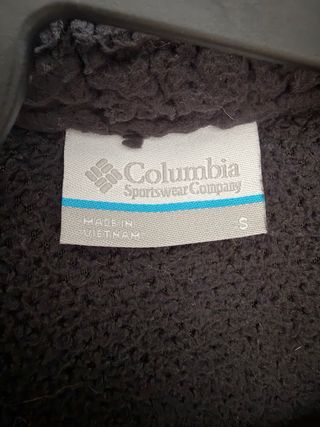 Columbia
Sportswear Company
MADE IN
VIETNAM
S